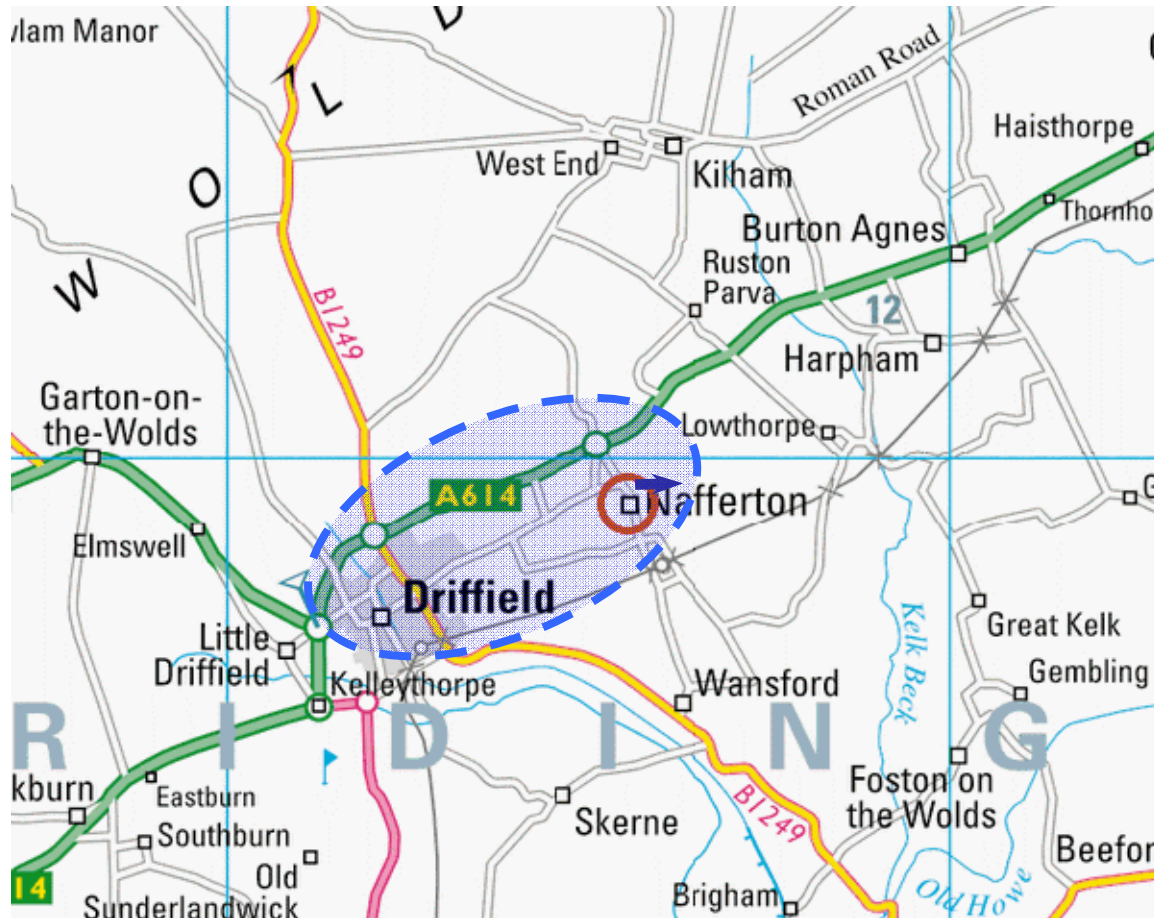 vlam Manor
D
L
O
W
Roman Road
Haisthorpe
West End
Kilham
Thornho
Burton Agnes
Ruston
Parva
B1249
12
Harpham
Garton-on-
the-Wolds
Lowthorpe
A614
Nafferton
G
Elmswell
Driffield
Kelk Beck
Great Kelk
Little
Driffield
Gembling
Kelleythorpe
Wansford
R I D I N G
kburn
Eastburn
Foston on
the Wolds
B1249
Southburn
Skerne
Old
Beefor
14
Sunderlandwick
Brigham
Old Howe